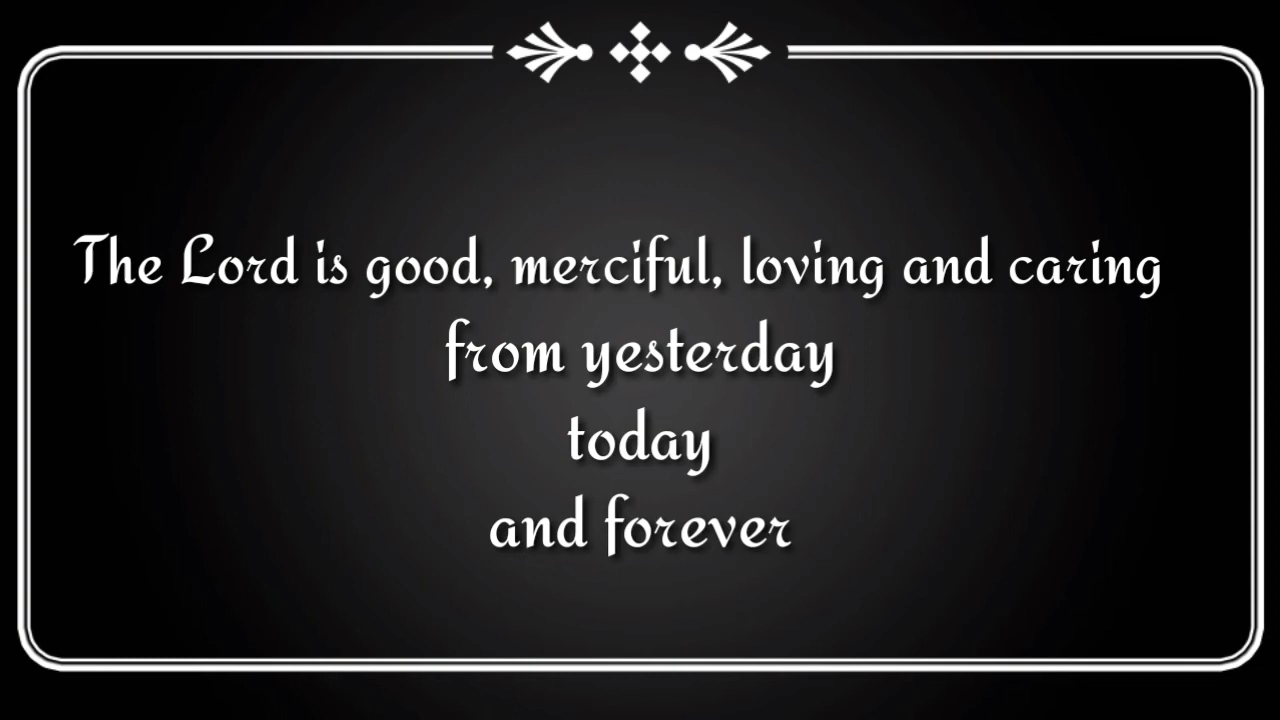 The Lord is good, merciful, loving and caring
from yesterday
today
and forever